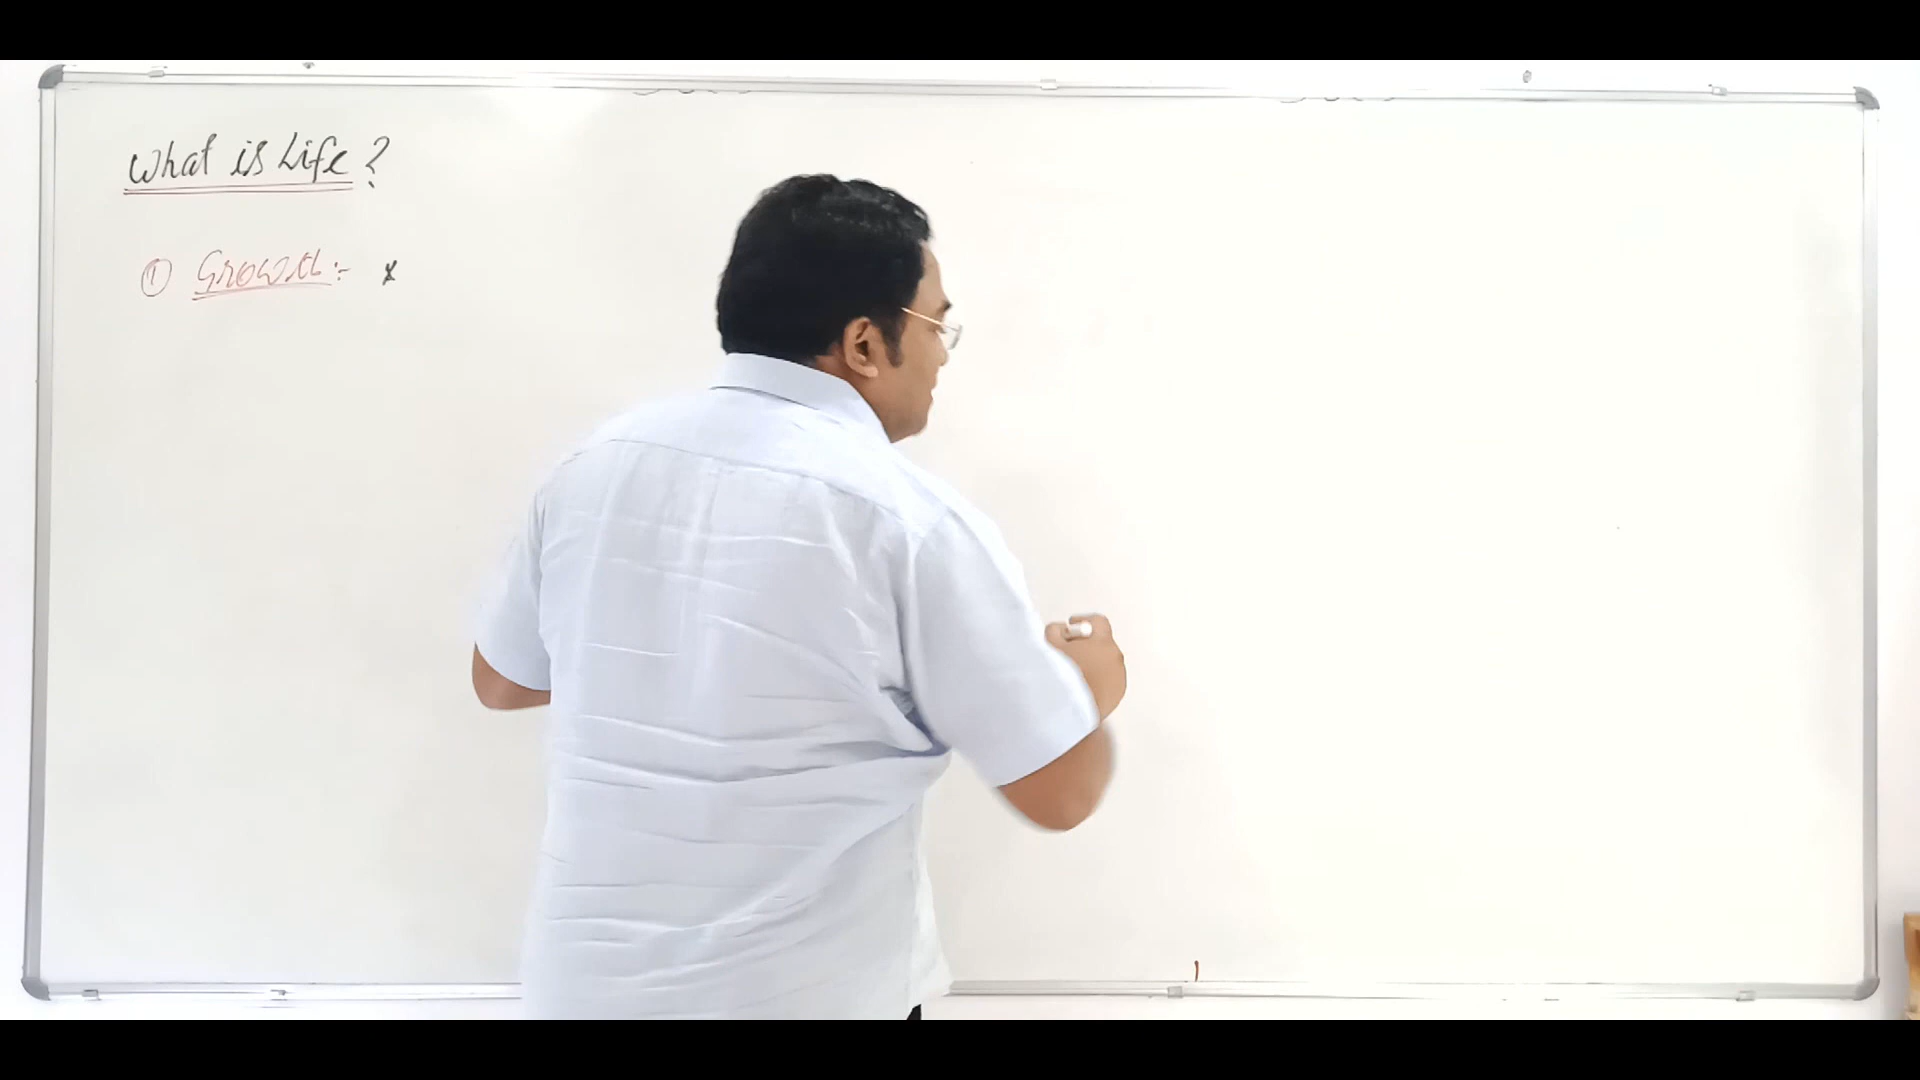 What is Life?
① Growth:- *